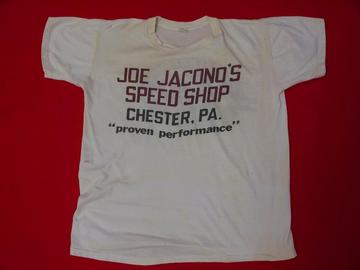 JOE JACONO'S
SPEED SHOP
CHESTER, PA.
"proven performance"